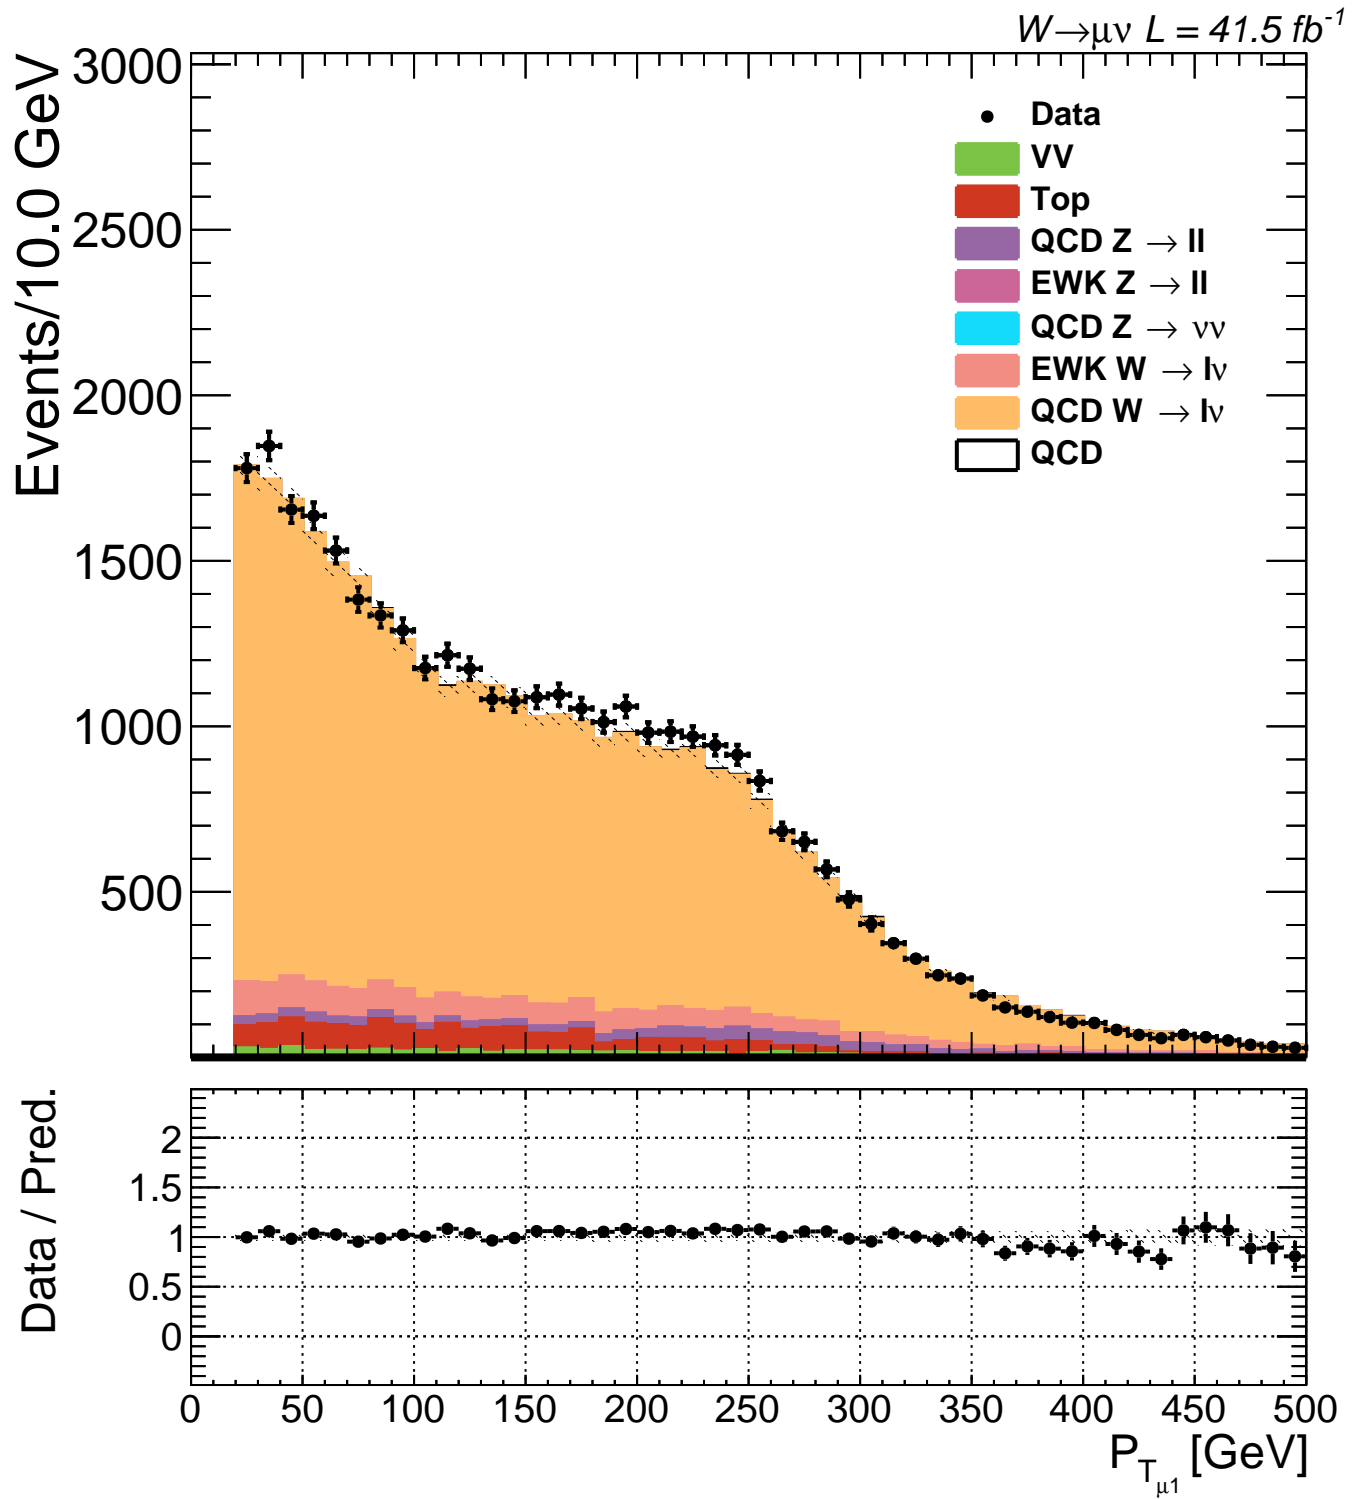 W→μν L = 41.5 fb-1
Events/10.0 GeV
3000
2500
2000
1500
1000
500
Data
VV
Top
QCD Z → ll
EWK Z → ll
QCD Z → νν
EWK W → lν
QCD W → lν
QCD
Data / Pred.
2
1.5
1
0.5
0
0 50 100 150 200 250 300 350 400 450 500
PTμ1 [GeV]